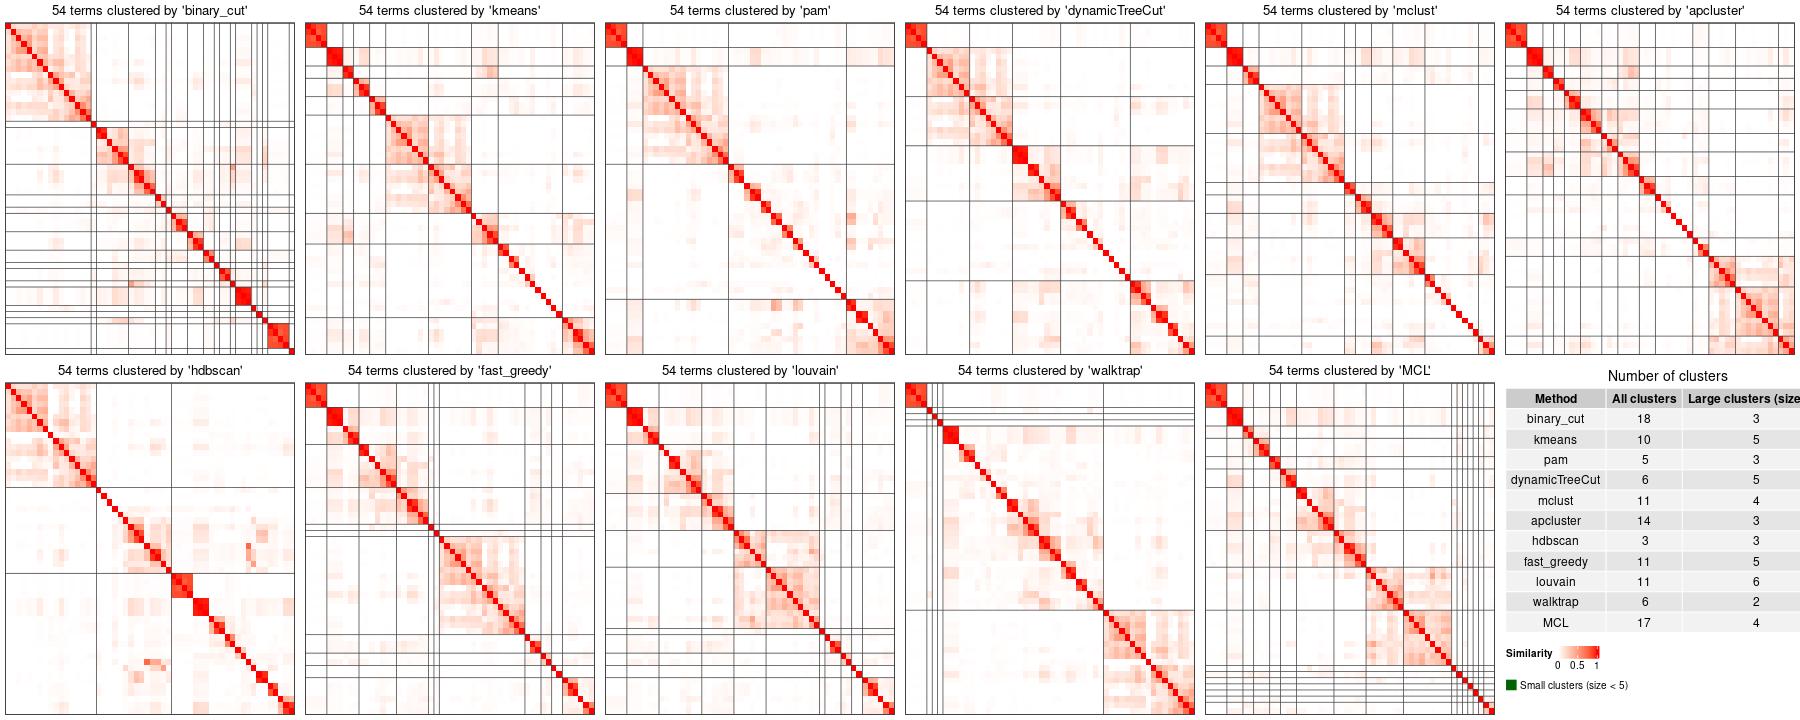 54 terms clustered by 'binary_cut'
54 terms clustered by 'kmeans'
54 terms clustered by 'pam'
54 terms clustered by 'dynamicTreeCut'
54 terms clustered by 'mclust'
54 terms clustered by 'apcluster'
54 terms clustered by 'hdbscan'
54 terms clustered by 'fast_greedy'
54 terms clustered by 'louvain'
54 terms clustered by 'walktrap'
54 terms clustered by 'MCL'
Number of clusters
Method All clusters Large clusters (size
binary_cut 18 3
kmeans 10 5
pam 5 3
dynamicTreeCut 6 5
mclust 11 4
apcluster 14 3
hdbscan 3 3
fast_greedy 11 5
louvain 11 6
walktrap 6 2
MCL 17 4
Similarity
0 0.5 1
Small clusters (size < 5)